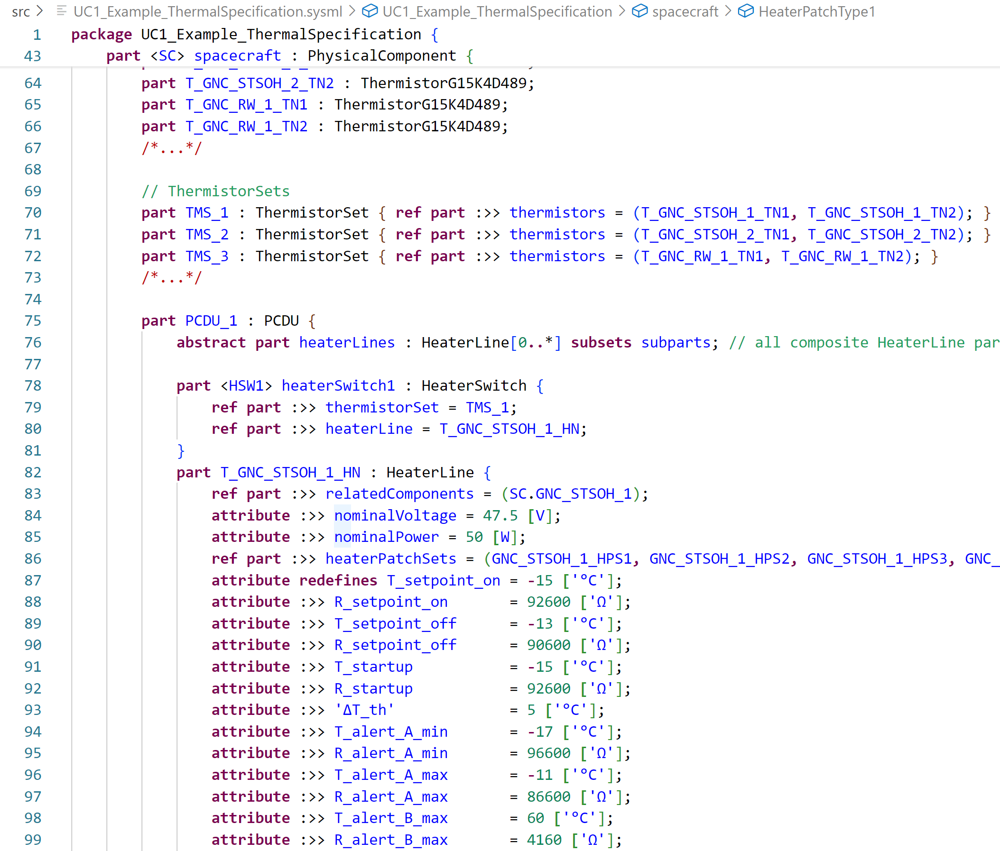 src > UC1_Example_ThermalSpecification.sysml > UC1_Example_ThermalSpecification > spacecraft > HeaterPatchType1
1 package UC1_Example_ThermalSpecification {
43 part <SC> spacecraft : PhysicalComponent {
64 part T_GNC_STSOH_2_TN2 : ThermistorG15K4D489;
65 part T_GNC_RW_1_TN1 : ThermistorG15K4D489;
66 part T_GNC_RW_1_TN2 : ThermistorG15K4D489;
67 /*...*/
68
69 // ThermistorSets
70 part TMS_1 : ThermistorSet { ref part :>> thermistors = (T_GNC_STSOH_1_TN1, T_GNC_STSOH_1_TN2); }
71 part TMS_2 : ThermistorSet { ref part :>> thermistors = (T_GNC_STSOH_2_TN1, T_GNC_STSOH_2_TN2); }
72 part TMS_3 : ThermistorSet { ref part :>> thermistors = (T_GNC_RW_1_TN1, T_GNC_RW_1_TN2); }
73 /*...*/
74
75 part PCDU_1 : PCDU {
76 abstract part heaterLines : HeaterLine[0..*] subsets subparts; // all composite HeaterLine par
77
78 part <HSW1> heaterSwitch1 : HeaterSwitch {
79 ref part :>> thermistorSet = TMS_1;
80 ref part :>> heaterLine = T_GNC_STSOH_1_HN;
81 }
82 part T_GNC_STSOH_1_HN : HeaterLine {
83 ref part :>> relatedComponents = (SC.GNC_STSOH_1);
84 attribute :>> nominalVoltage = 47.5 [V];
85 attribute :>> nominalPower = 50 [W];
86 ref part :>> heaterPatchSets = (GNC_STSOH_1_HPS1, GNC_STSOH_1_HPS2, GNC_STSOH_1_HPS3, GNC_
87 attribute redefines T_setpoint_on = -15 ['°C'];
88 attribute :>> R_setpoint_on = 92600 ['Ω'];
89 attribute :>> T_setpoint_off = -13 ['°C'];
90 attribute :>> R_setpoint_off = 90600 ['Ω'];
91 attribute :>> T_startup = -15 ['°C'];
92 attribute :>> R_startup = 92600 ['Ω'];
93 attribute :>> 'ΔT_th' = 5 ['°C'];
94 attribute :>> T_alert_A_min = -17 ['°C'];
95 attribute :>> R_alert_A_min = 96600 ['Ω'];
96 attribute :>> T_alert_A_max = -11 ['°C'];
97 attribute :>> R_alert_A_max = 86600 ['Ω'];
98 attribute :>> T_alert_B_max = 60 ['°C'];
99 attribute :>> R_alert_B_max = 4160 ['Ω'];